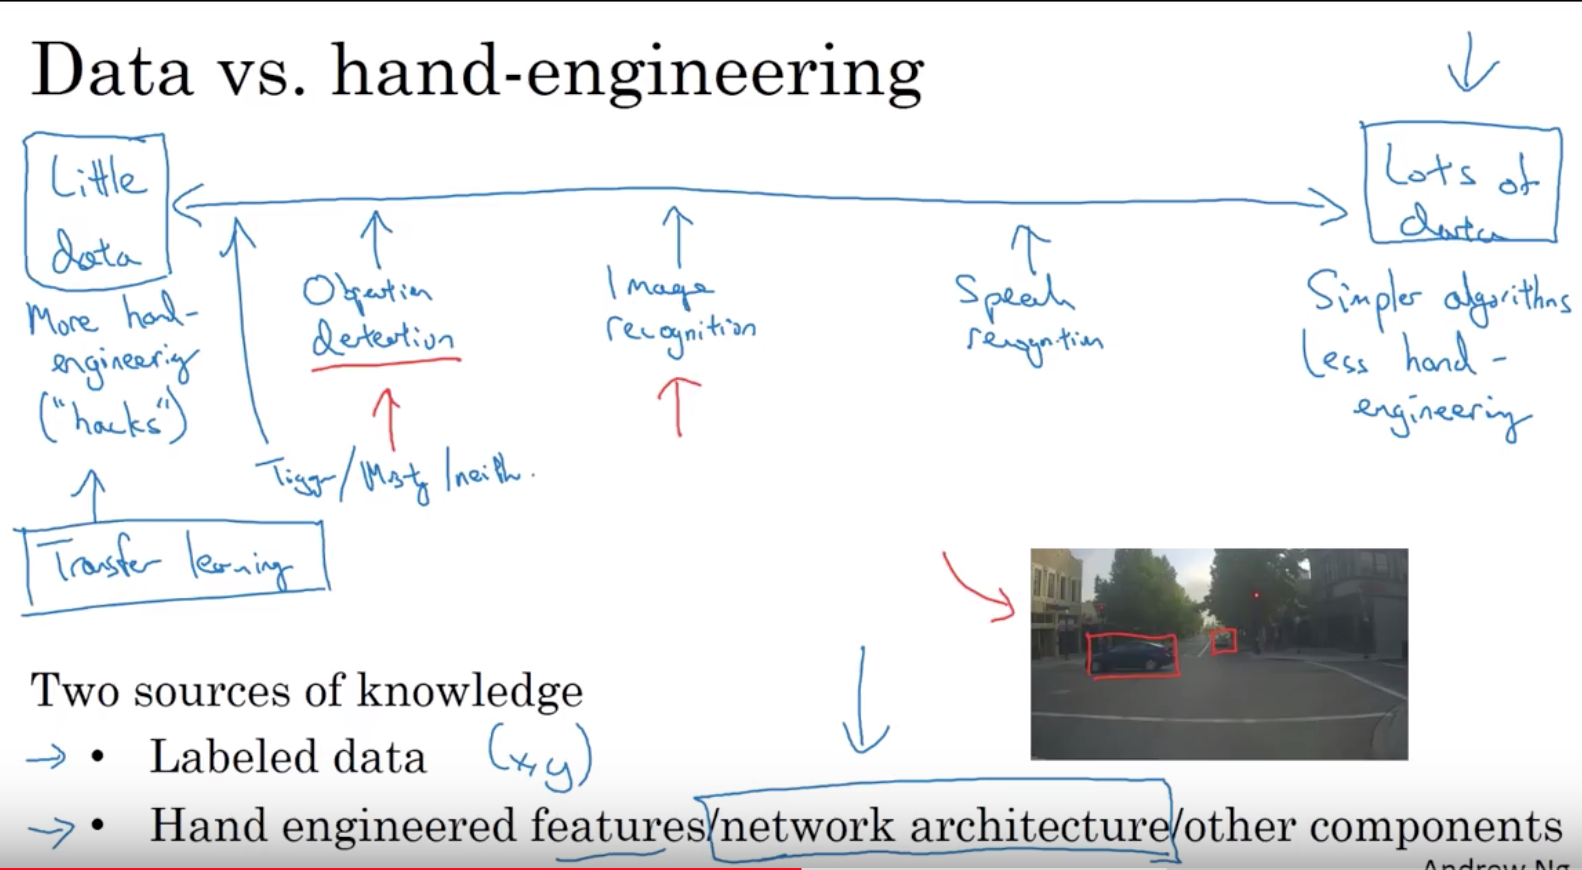 Data vs. hand-engineering
Little
data
Lots of
data
More hand-
engineering
("hacks")
Objection
detection
Image
recognition
Speech
recognition
Simpler algorithms
Less hand-
engineering
Tigger/Misty/neith.
Transfer learning
Two sources of knowledge
→ • Labeled data (x,y)
→ • Hand engineered features/network architecture/other components
Andrew Ng